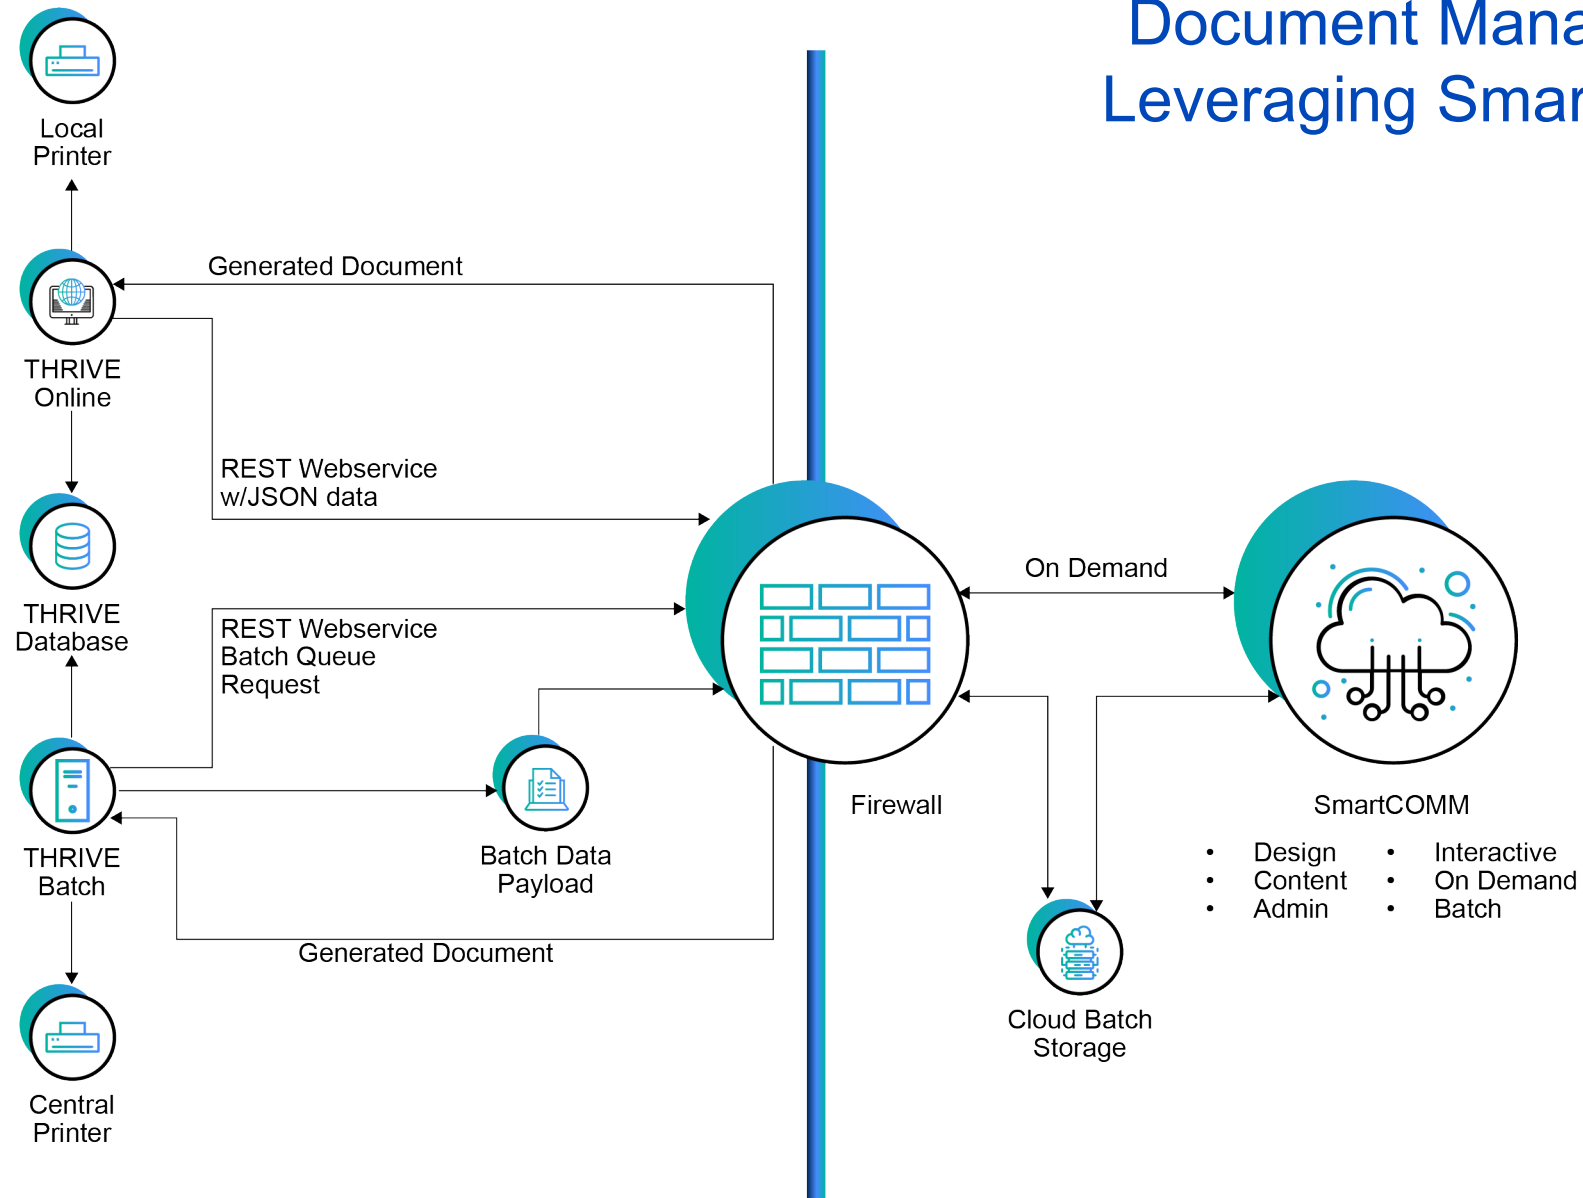 Document Mana
Leveraging Smar
Local
Printer
Generated Document
THRIVE
Online
REST Webservice
w/JSON data
On Demand
THRIVE
Database
REST Webservice
Batch Queue
Request
Firewall
SmartCOMM
• Design
• Content
• Admin
• Interactive
• On Demand
• Batch
THRIVE
Batch
Batch Data
Payload
Generated Document
Cloud Batch
Storage
Central
Printer